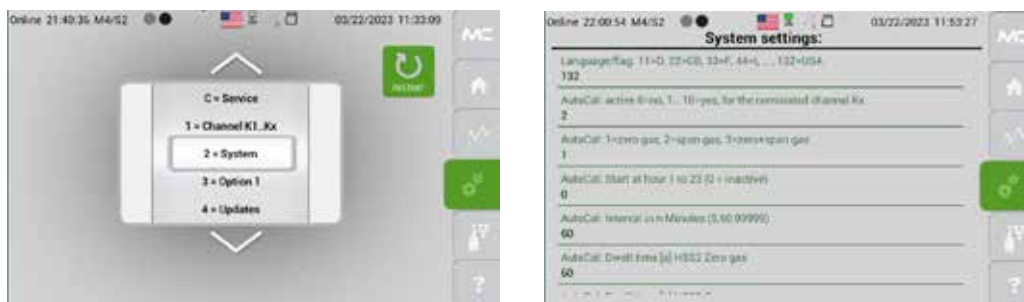 Online 21:40:36 M4/S2
03/22/2023 11:33:09
MC
C = Service
1 = Channel K1..Kx
2 = System
3 = Option 1
4 = Updates
?
Online 22:00:54 M4/S2
03/22/2023 11:53:27
System settings:
MC
Language/flag: 11=D, 22=GB, 33=F, 44=I, ... , 132=USA
132
AutoCal: active 0=no, 1.. 10=yes, for the nominated channel Kx
2
AutoCal: 1=zero gas, 2=span gas, 3=zero+span gas
1
AutoCal: Start at hour 1 to 23 (0 = inactive)
0
AutoCal: Interval in n Minutes (5,60.99999)
60
AutoCal: Dwell time [s] HSS2 Zero gas
60
?